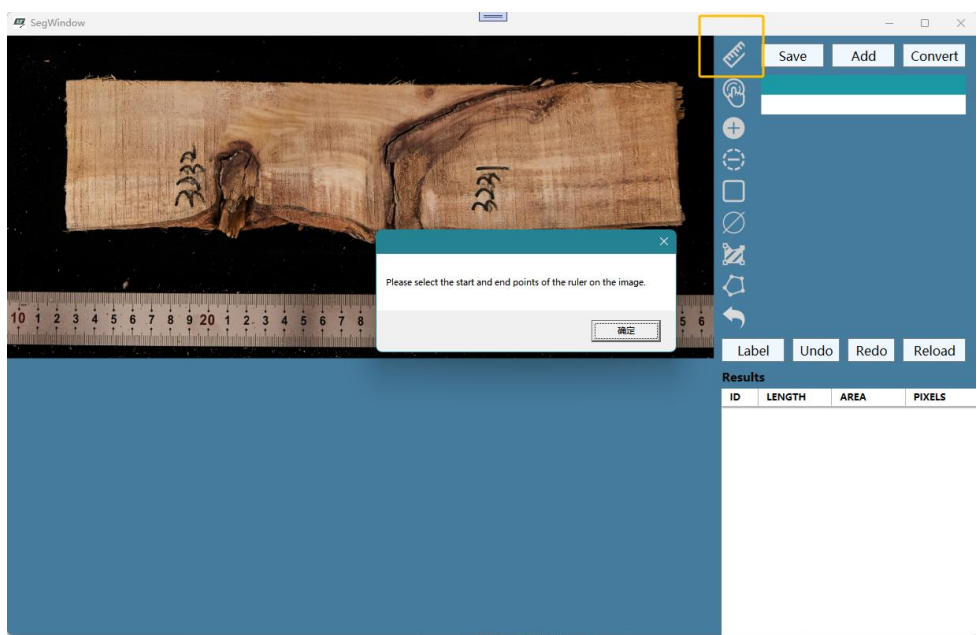 SegWindow
Save Add Convert
3232
3231
Please select the start and end points of the ruler on the image.
确定
10 1 2 3 4 5 6 7 8 9 20 1 2 3 4 5 6 7 8
5 6
Label Undo Redo Reload
Results
ID LENGTH AREA PIXELS